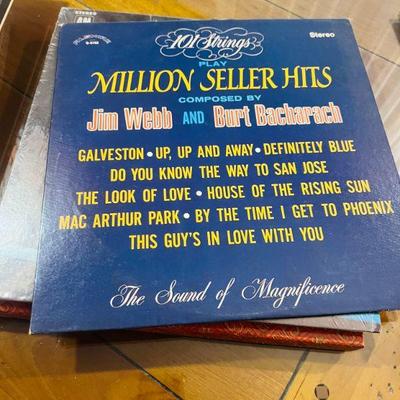 STEREO
101 Strings
Stereo
PLAY
MILLION SELLER HITS
COMPOSED BY
Jim Webb AND Burt Bacharach
GALVESTON • UP, UP AND AWAY • DEFINITELY BLUE
DO YOU KNOW THE WAY TO SAN JOSE
THE LOOK OF LOVE • HOUSE OF THE RISING SUN
MAC ARTHUR PARK • BY THE TIME I GET TO PHOENIX
THIS GUY'S IN LOVE WITH YOU
The Sound of Magnificence